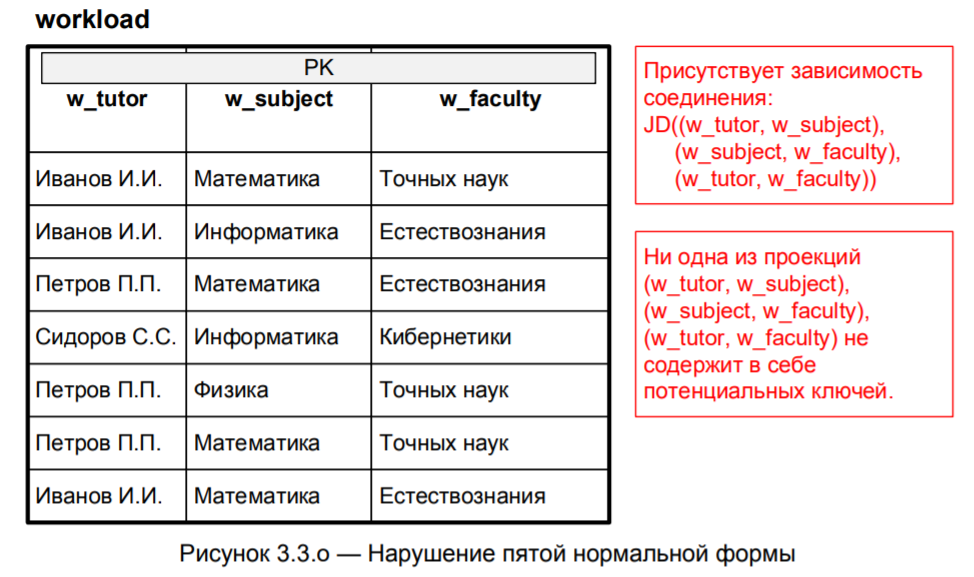 workload
PK
w_tutor w_subject w_faculty
Иванов И.И. Математика Точных наук
Иванов И.И. Информатика Естествознания
Петров П.П. Математика Естествознания
Сидоров С.С. Информатика Кибернетики
Петров П.П. Физика Точных наук
Петров П.П. Математика Точных наук
Иванов И.И. Математика Естествознания
Присутствует зависимость
соединения:
JD((w_tutor, w_subject),
(w_subject, w_faculty),
(w_tutor, w_faculty))
Ни одна из проекций
(w_tutor, w_subject),
(w_subject, w_faculty),
(w_tutor, w_faculty) не
содержит в себе
потенциальных ключей.
Рисунок 3.3.o — Нарушение пятой нормальной формы